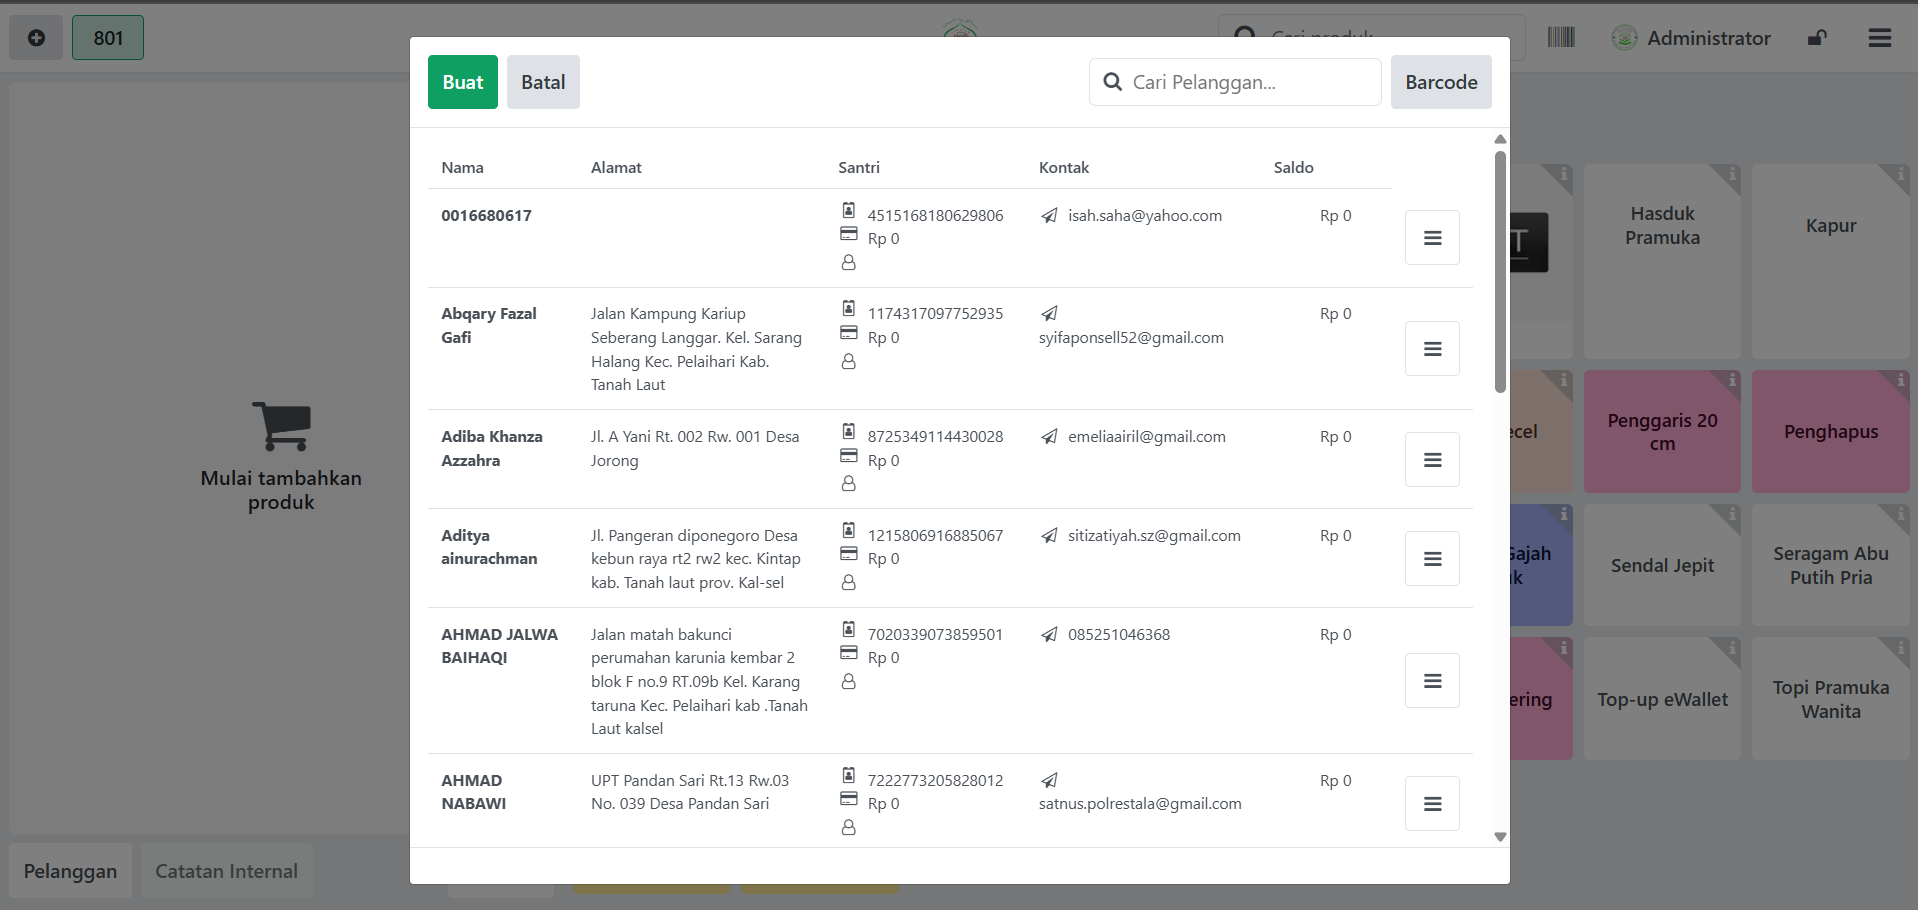 801
Cari produk...
Administrator
Buat
Batal
Cari Pelanggan...
Barcode
Nama
Alamat
Santri
Kontak
Saldo
0016680617
4515168180629806
isah.saha@yahoo.com
Rp 0
Rp 0
Abqary Fazal
Gafi
Jalan Kampung Kariup
Seberang Langgar. Kel. Sarang
Halang Kec. Pelaihari Kab.
Tanah Laut
1174317097752935
Rp 0
syifaponsell52@gmail.com
Rp 0
Adiba Khanza
Azzahra
Jl. A Yani Rt. 002 Rw. 001 Desa
Jorong
8725349114430028
Rp 0
emeliaairil@gmail.com
Rp 0
Aditya
ainurachman
Jl. Pangeran diponegoro Desa
kebun raya rt2 rw2 kec. Kintap
kab. Tanah laut prov. Kal-sel
1215806916885067
Rp 0
sitizatiyah.sz@gmail.com
Rp 0
AHMAD JALWA
BAIHAQI
Jalan matah bakunci
perumahan karunia kembar 2
blok F no.9 RT.09b Kel. Karang
taruna Kec. Pelaihari kab .Tanah
Laut kalsel
7020339073859501
Rp 0
085251046368
Rp 0
AHMAD
NABAWI
UPT Pandan Sari Rt.13 Rw.03
No. 039 Desa Pandan Sari
7222773205828012
Rp 0
satnus.polrestala@gmail.com
Rp 0
Mulai tambahkan
produk
Pelanggan
Catatan Internal
T
Hasduk
Pramuka
Kapur
ecel
Penggaris 20
cm
Penghapus
Gajah
uk
Sendal Jepit
Seragam Abu
Putih Pria
ering
Top-up eWallet
Topi Pramuka
Wanita